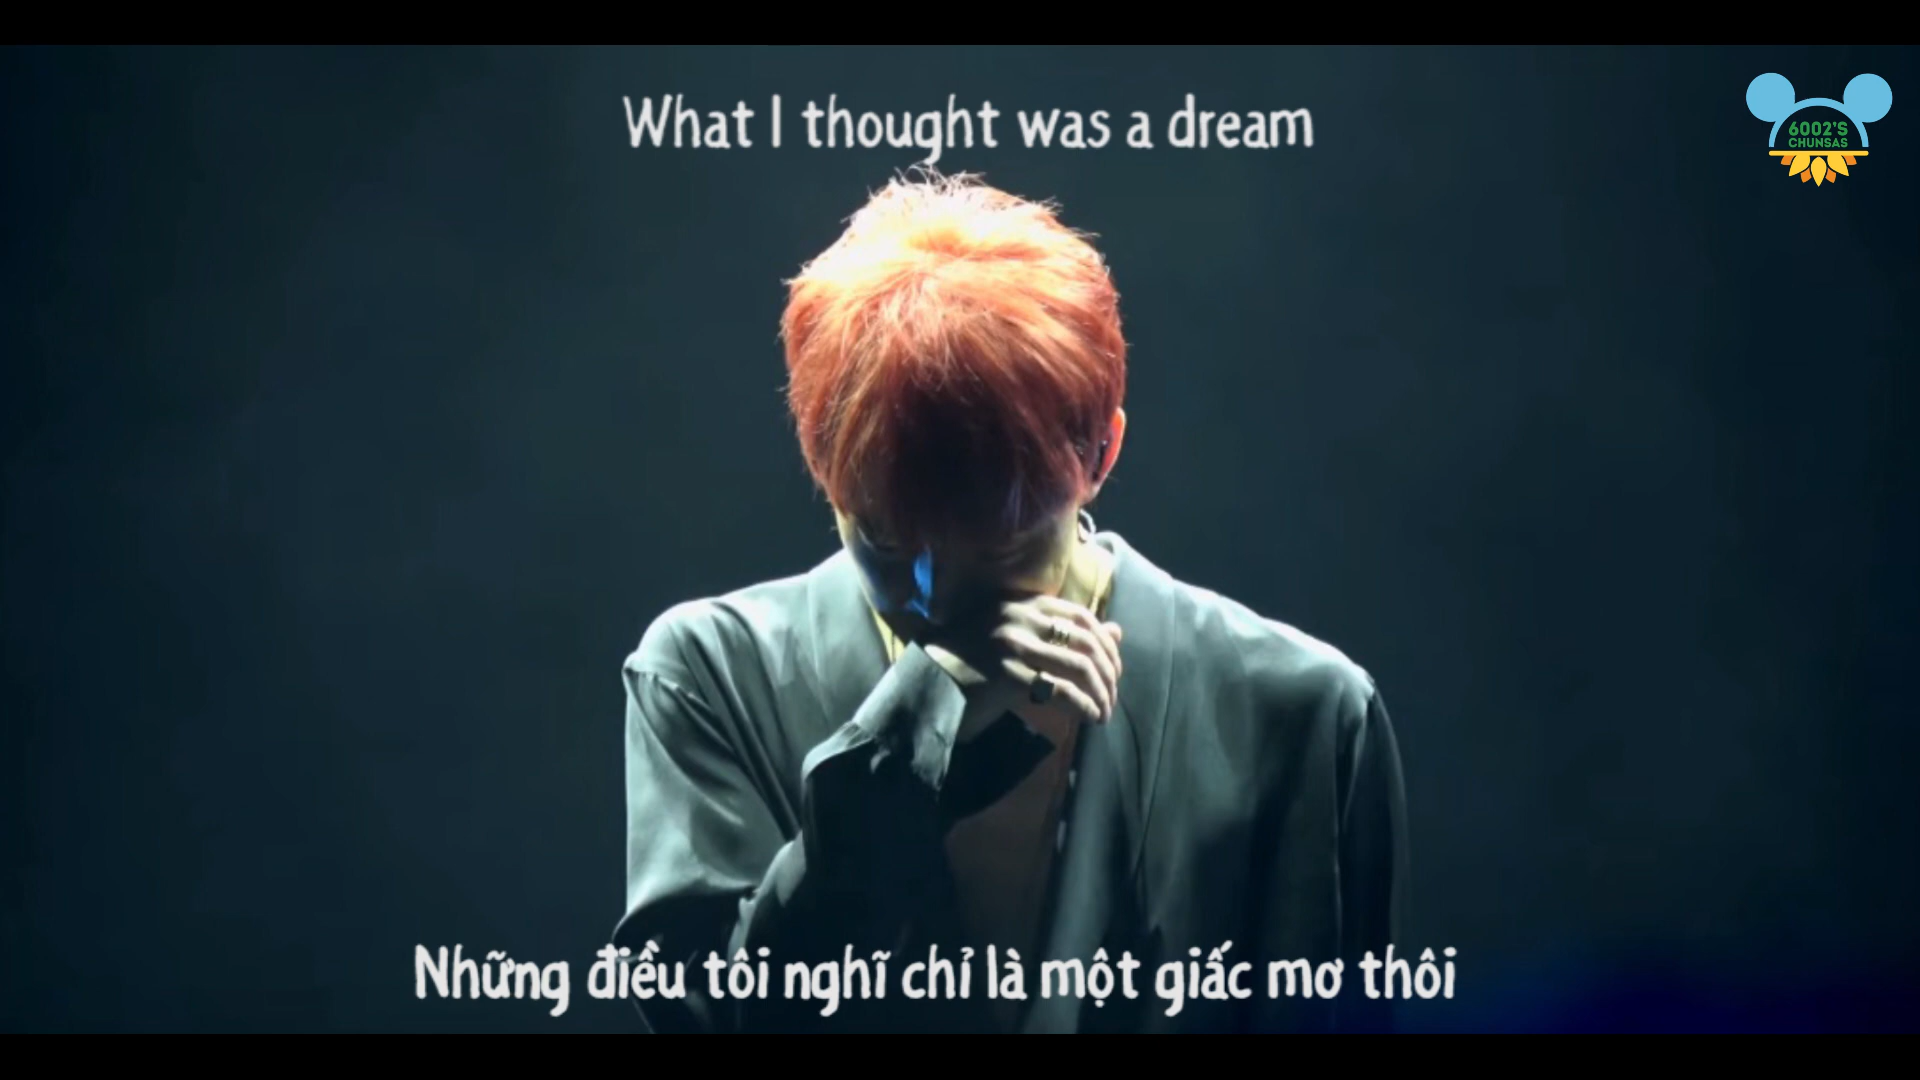 What I thought was a dream
6002'S
CHUNSAS
Những điều tôi nghĩ chỉ là một giấc mơ thôi